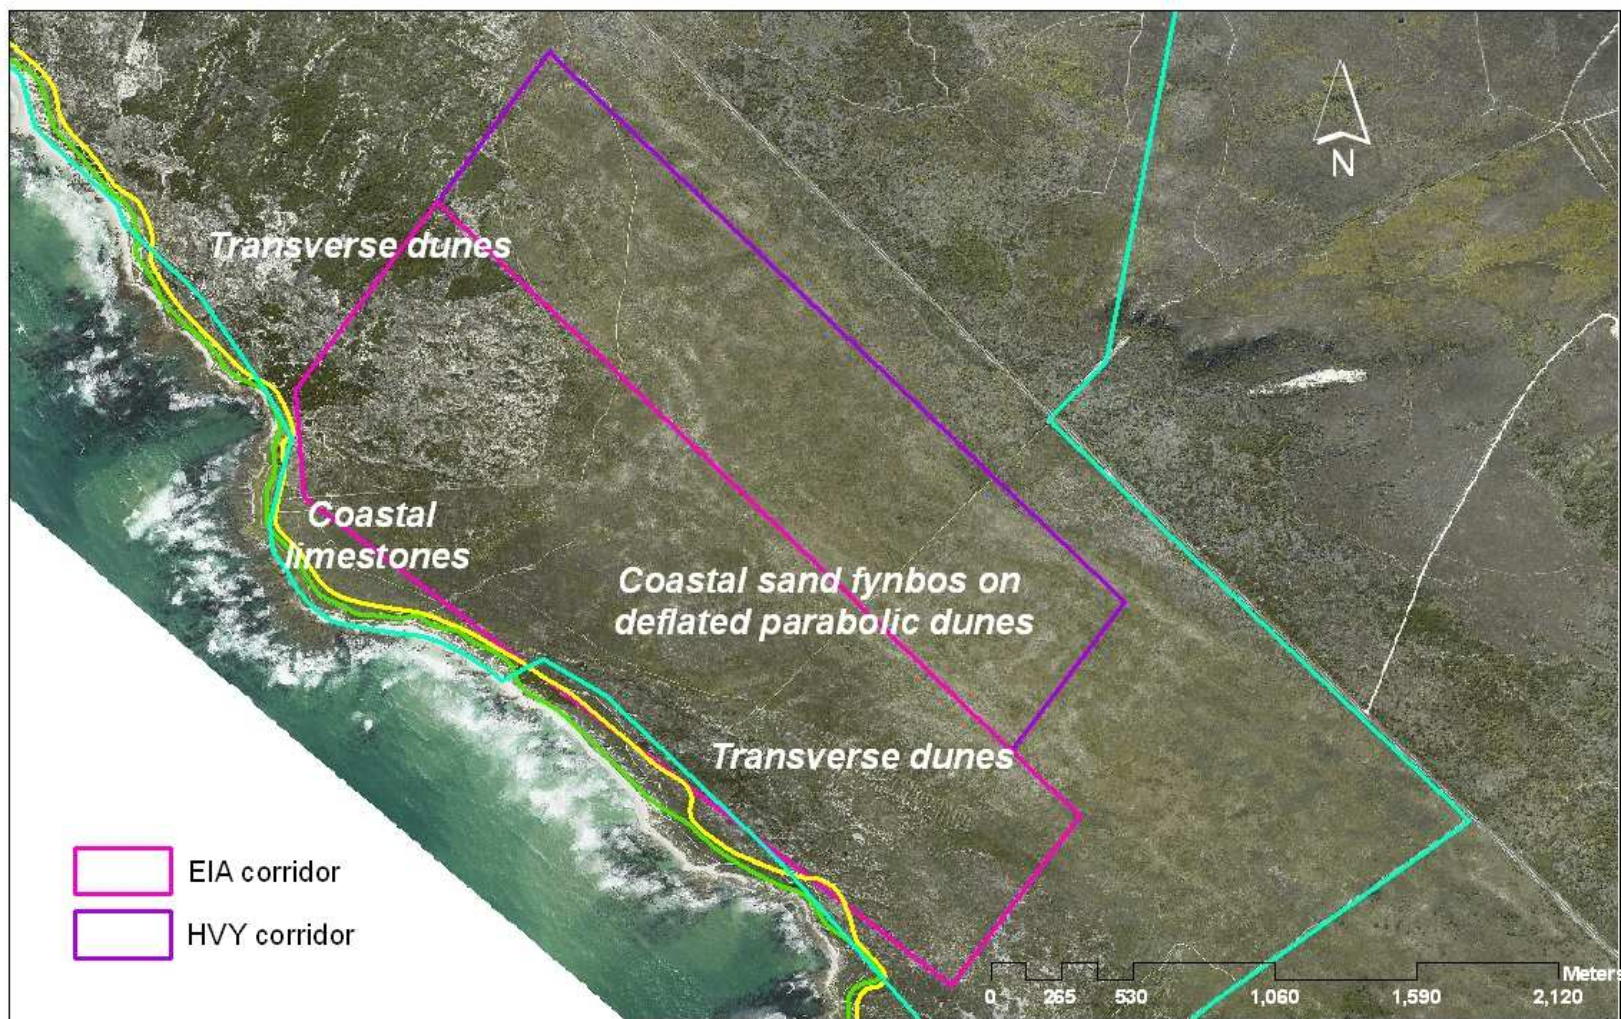 N
Transverse dunes
Coastal
limestones
Coastal sand fynbos on
deflated parabolic dunes
Transverse dunes
EIA corridor
HVY corridor
Meters
0 265 530 1,060 1,590 2,120